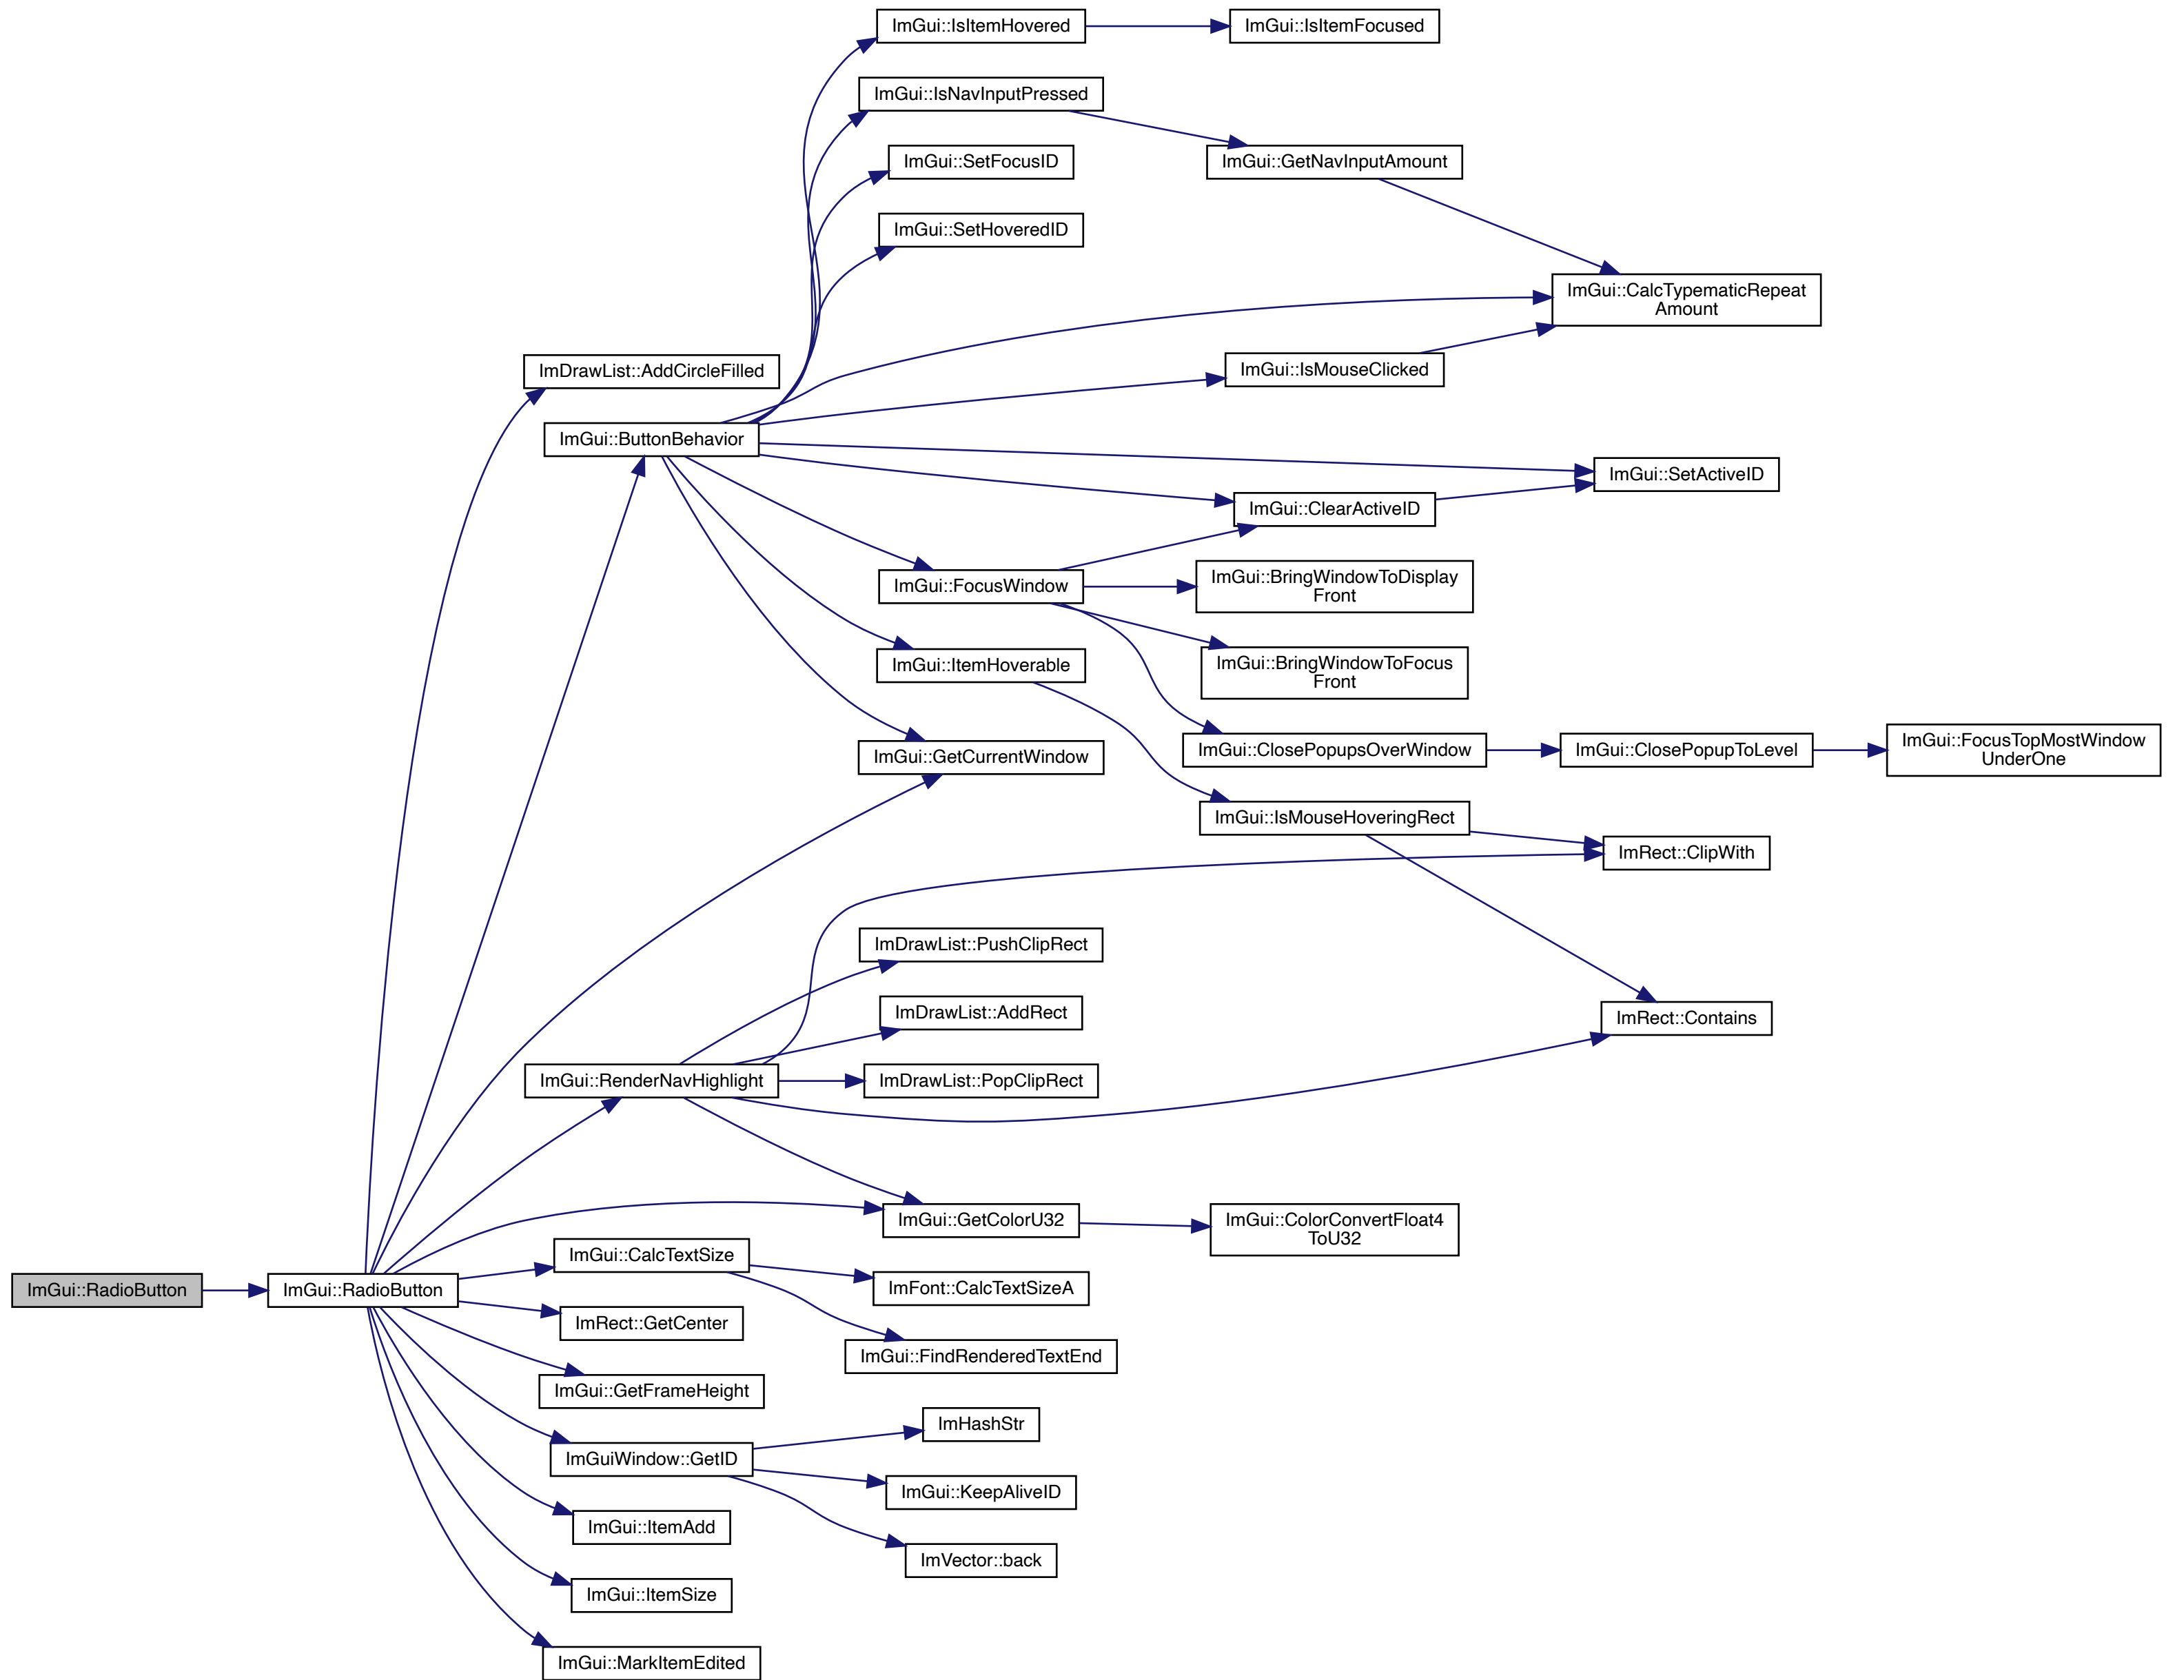 ImGui::IsItemHovered
ImGui::IsItemFocused
ImGui::IsNavInputPressed
ImGui::SetFocusID
ImGui::GetNavInputAmount
ImGui::SetHoveredID
ImGui::CalcTypematicRepeat
Amount
ImDrawList::AddCircleFilled
ImGui::IsMouseClicked
ImGui::ButtonBehavior
ImGui::SetActiveID
ImGui::ClearActiveID
ImGui::FocusWindow
ImGui::BringWindowToDisplay
Front
ImGui::ItemHoverable
ImGui::BringWindowToFocus
Front
ImGui::GetCurrentWindow
ImGui::ClosePopupsOverWindow
ImGui::ClosePopupToLevel
ImGui::FocusTopMostWindow
UnderOne
ImGui::IsMouseHoveringRect
ImRect::ClipWith
ImDrawList::PushClipRect
ImDrawList::AddRect
ImRect::Contains
ImGui::RenderNavHighlight
ImDrawList::PopClipRect
ImGui::GetColorU32
ImGui::ColorConvertFloat4
ToU32
ImGui::CalcTextSize
ImGui::RadioButton
ImGui::RadioButton
ImFont::CalcTextSizeA
ImRect::GetCenter
ImGui::FindRenderedTextEnd
ImGui::GetFrameHeight
ImHashStr
ImGuiWindow::GetID
ImGui::KeepAliveID
ImGui::ItemAdd
ImVector::back
ImGui::ItemSize
ImGui::MarkItemEdited